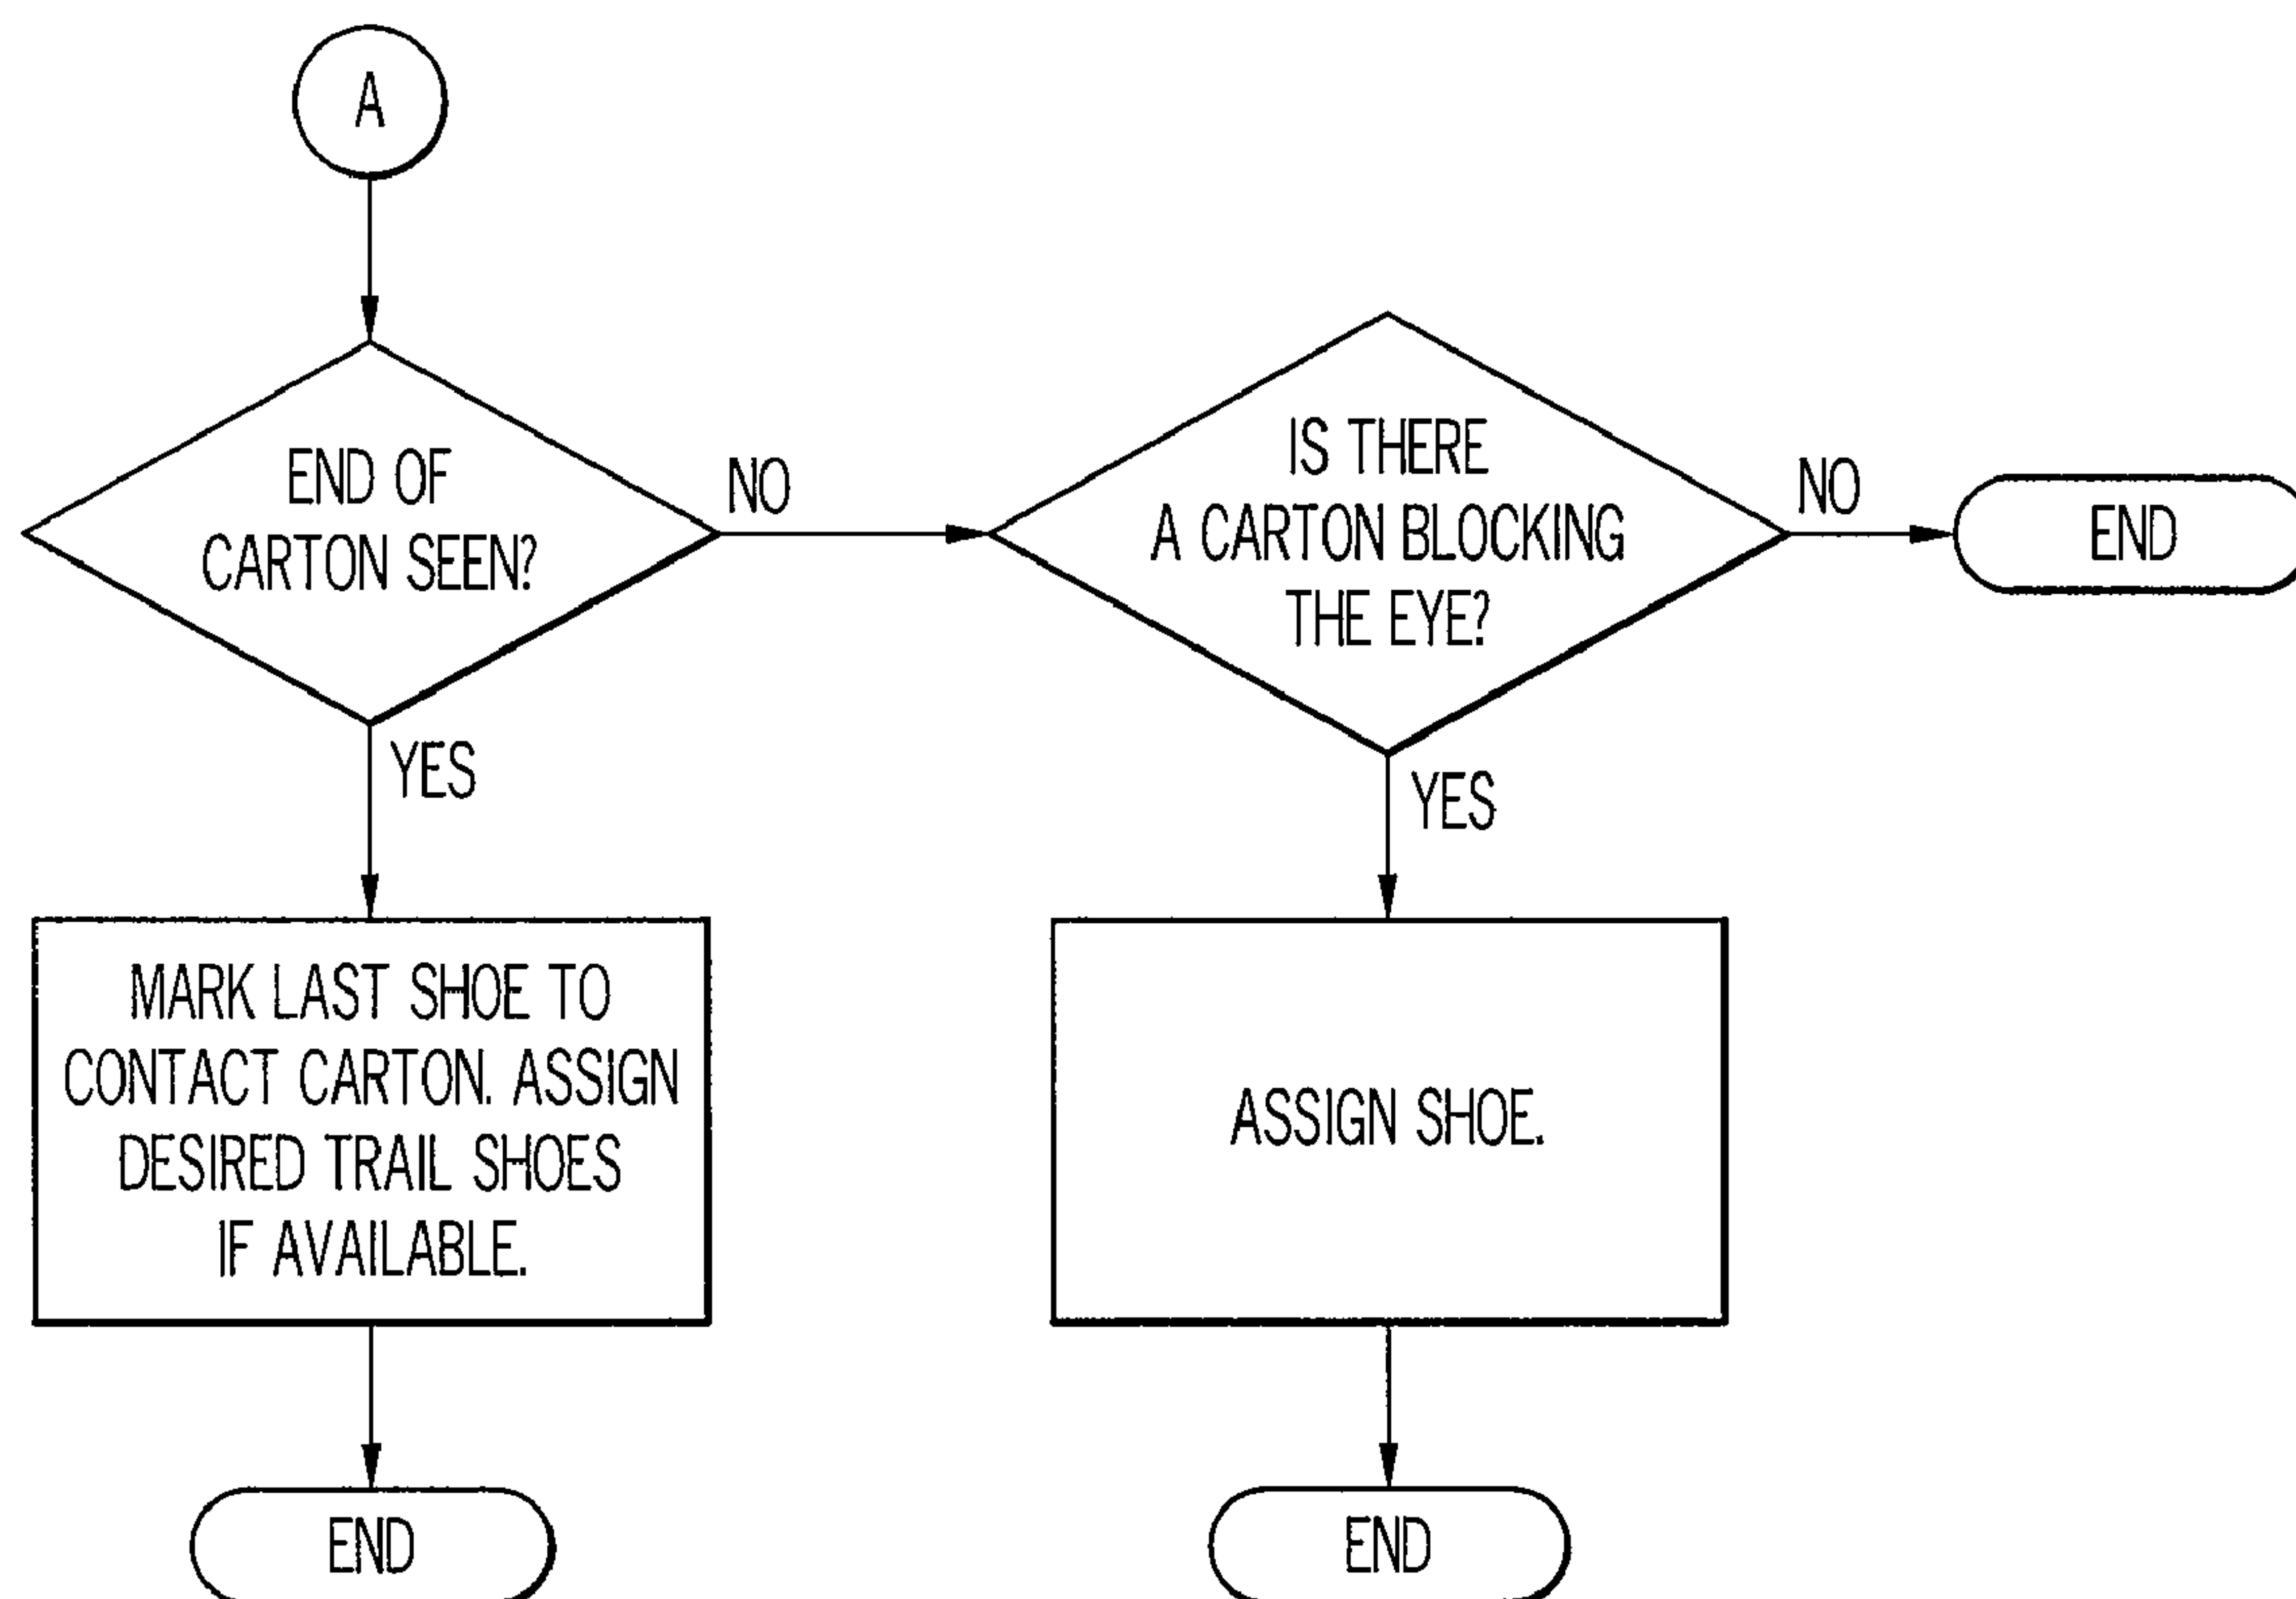 A
END OF
CARTON SEEN?
NO
IS THERE
A CARTON BLOCKING
THE EYE?
NO
END
YES
YES
MARK LAST SHOE TO
CONTACT CARTON. ASSIGN
DESIRED TRAIL SHOES
IF AVAILABLE.
ASSIGN SHOE.
END
END